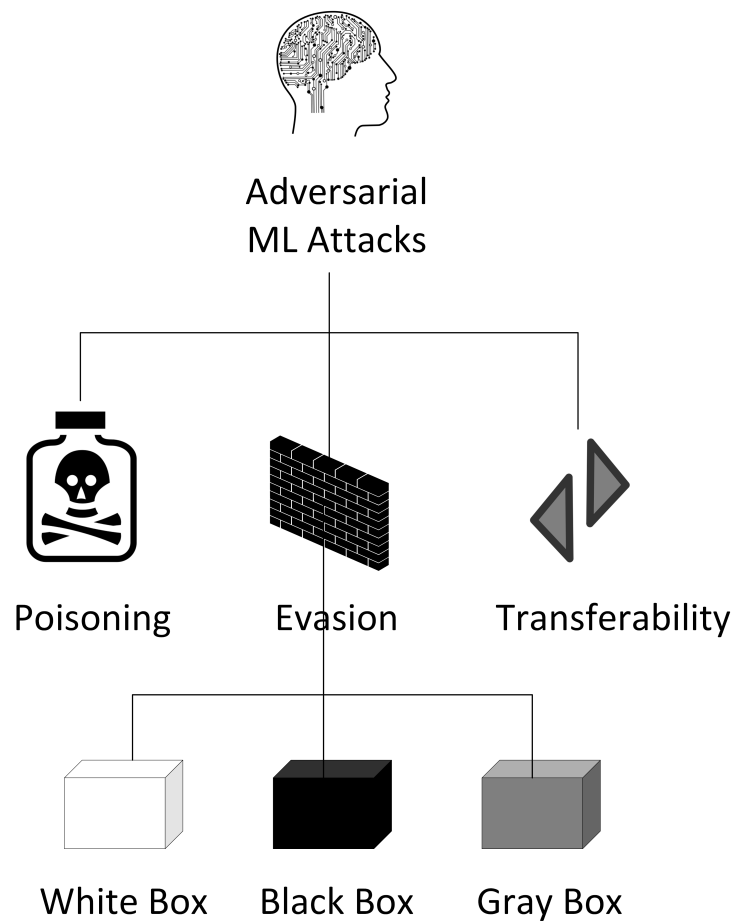 Adversarial
ML Attacks
Poisoning
Evasion
Transferability
White Box
Black Box
Gray Box